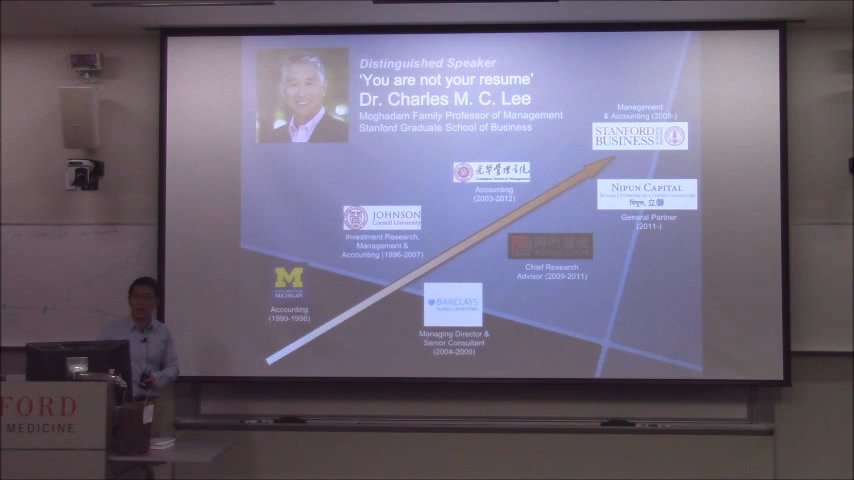 Distinguished Speaker
'You are not your resume'
Dr. Charles M. C. Lee
Moghadam Family Professor of Management
Stanford Graduate School of Business
Management
& Accounting (2008-)
STANFORD
BUSINESS
光华管理学院
Accounting
(2003-2012)
NIPUN CAPITAL
立磐
General Partner
(2011-)
JOHNSON
Cornell University
Investment Research,
Management &
Accounting (1996-2007)
Chief Research
Advisor (2009-2011)
M
MICHIGAN
Accounting
(1990-1996)
BARCLAYS
Managing Director &
Senior Consultant
(2004-2009)
FORD
MEDICINE